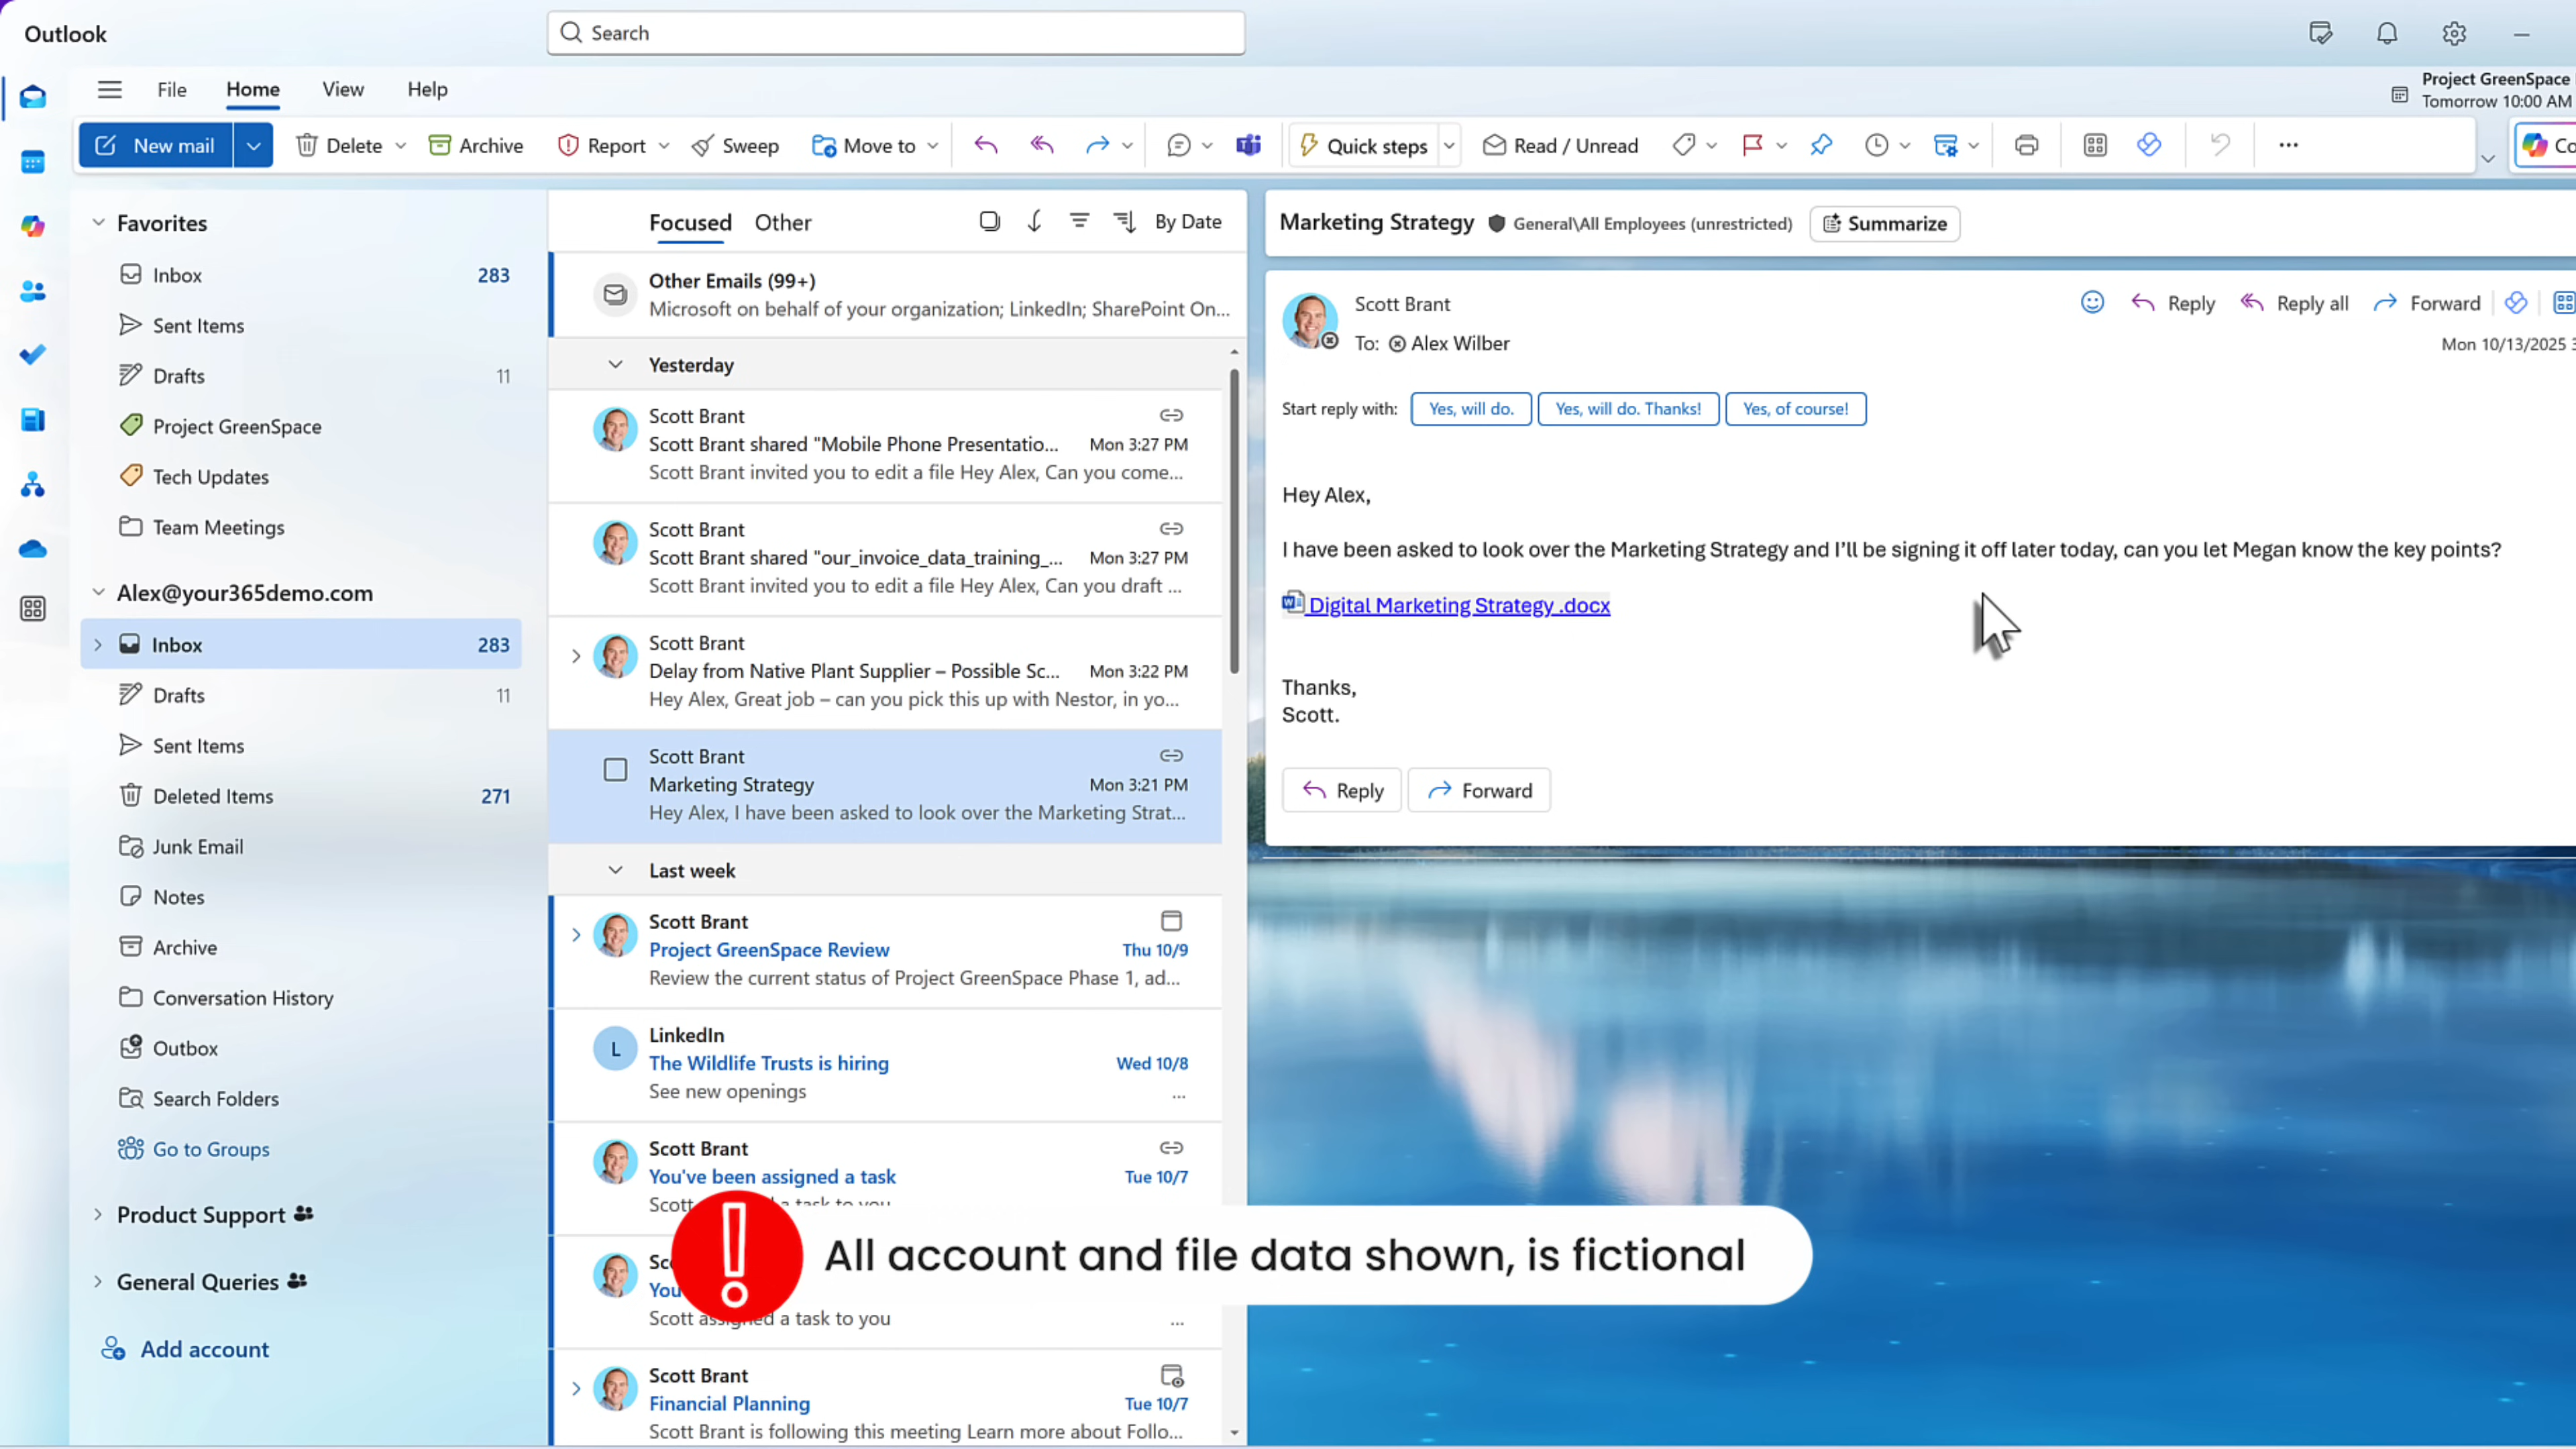 Outlook
Search
File Home View Help
Project GreenSpace
Tomorrow 10:00 AM
New mail Delete Archive Report Sweep Move to Quick steps Read / Unread Co
Favorites
Inbox 283
Sent Items
Drafts 11
Project GreenSpace
Tech Updates
Team Meetings
Alex@your365demo.com
Inbox 283
Drafts 11
Sent Items
Deleted Items 271
Junk Email
Notes
Archive
Conversation History
Outbox
Search Folders
Go to Groups
Product Support
General Queries
Add account
Focused Other By Date
Other Emails (99+)
Microsoft on behalf of your organization; LinkedIn; SharePoint On...
Yesterday
Scott Brant
Scott Brant shared "Mobile Phone Presentatio... Mon 3:27 PM
Scott Brant invited you to edit a file Hey Alex, Can you come...
Scott Brant
Scott Brant shared "our_invoice_data_training_... Mon 3:27 PM
Scott Brant invited you to edit a file Hey Alex, Can you draft ...
Scott Brant
Delay from Native Plant Supplier – Possible Sc... Mon 3:22 PM
Hey Alex, Great job – can you pick this up with Nestor, in yo...
Scott Brant
Marketing Strategy Mon 3:21 PM
Hey Alex, I have been asked to look over the Marketing Strat...
Last week
Scott Brant
Project GreenSpace Review Thu 10/9
Review the current status of Project GreenSpace Phase 1, ad...
L
LinkedIn
The Wildlife Trusts is hiring Wed 10/8
See new openings ...
Scott Brant
You've been assigned a task Tue 10/7
Scott a task to you
Sc
You
Scott assigned a task to you ...
Scott Brant
Financial Planning Tue 10/7
Scott Brant is following this meeting Learn more about Follo...
Marketing Strategy General\All Employees (unrestricted) Summarize
Scott Brant
To: Alex Wilber
Reply Reply all Forward
Mon 10/13/2025 3
Start reply with: Yes, will do. Yes, will do. Thanks! Yes, of course!
Hey Alex,
I have been asked to look over the Marketing Strategy and I'll be signing it off later today, can you let Megan know the key points?
Digital Marketing Strategy .docx
Thanks,
Scott.
Reply Forward
All account and file data shown, is fictional